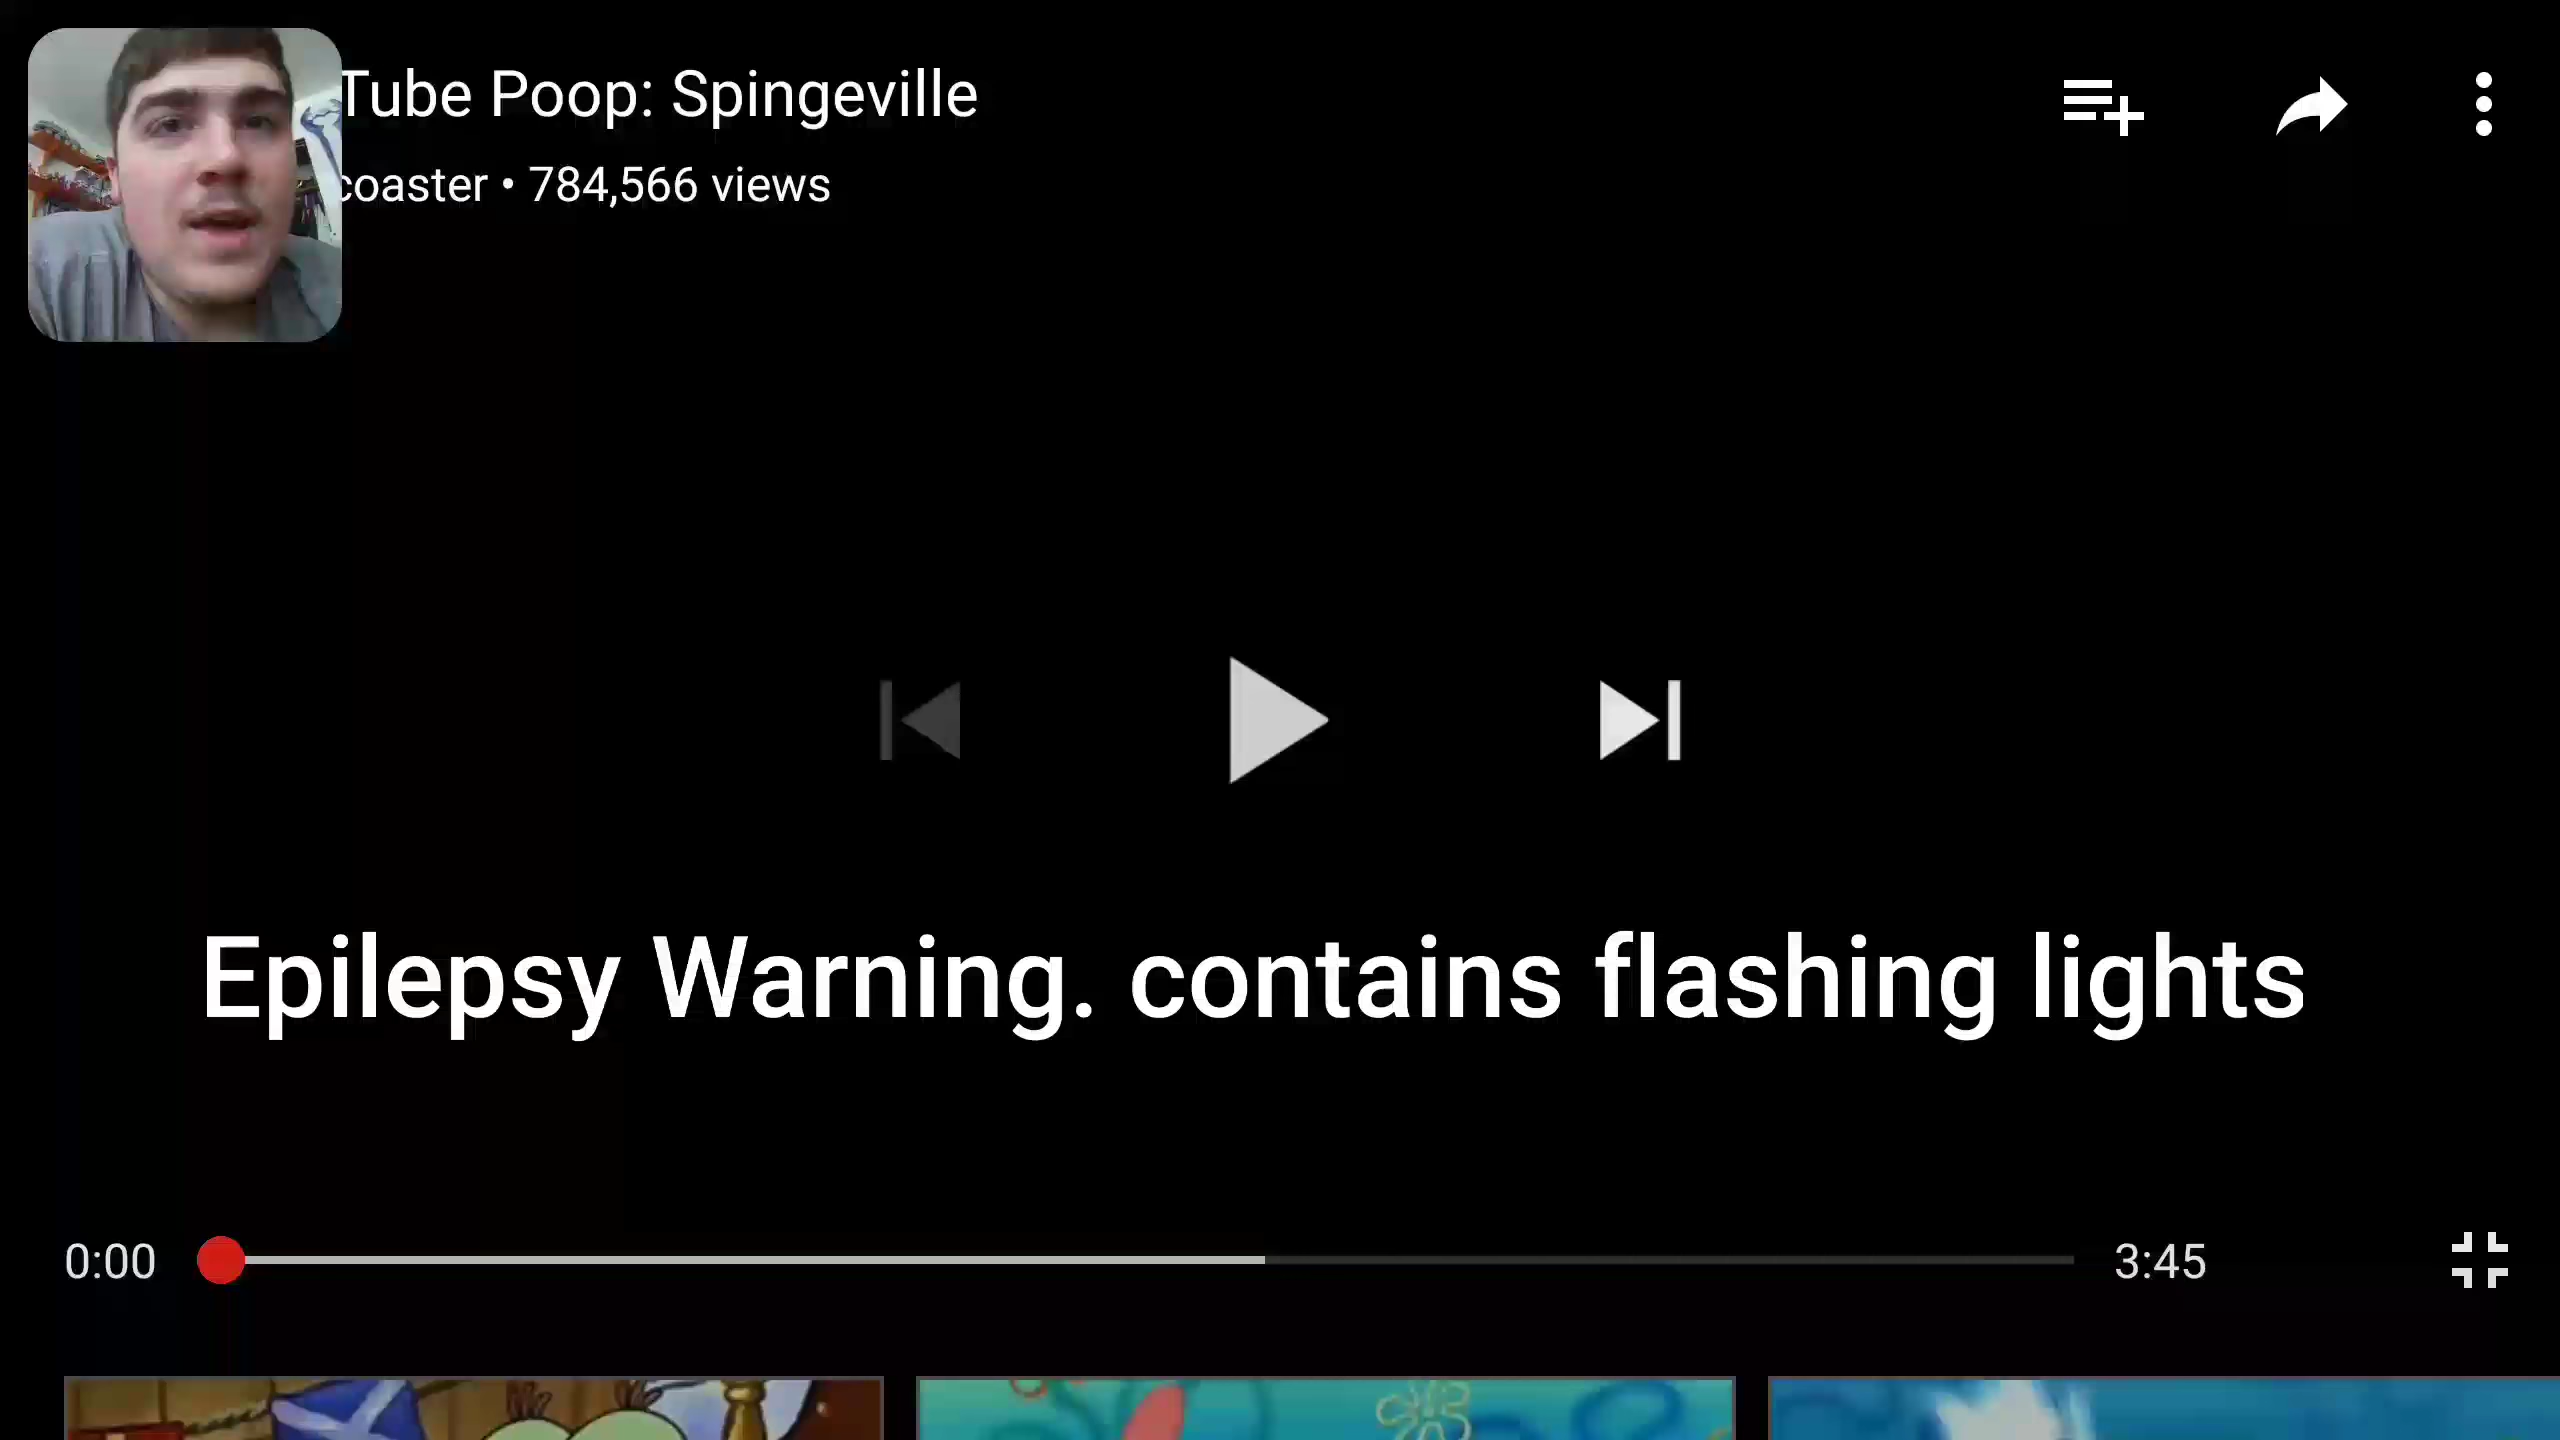 Tube Poop: Spingeville
coaster • 784,566 views
Epilepsy Warning. contains flashing lights
0:00
3:45